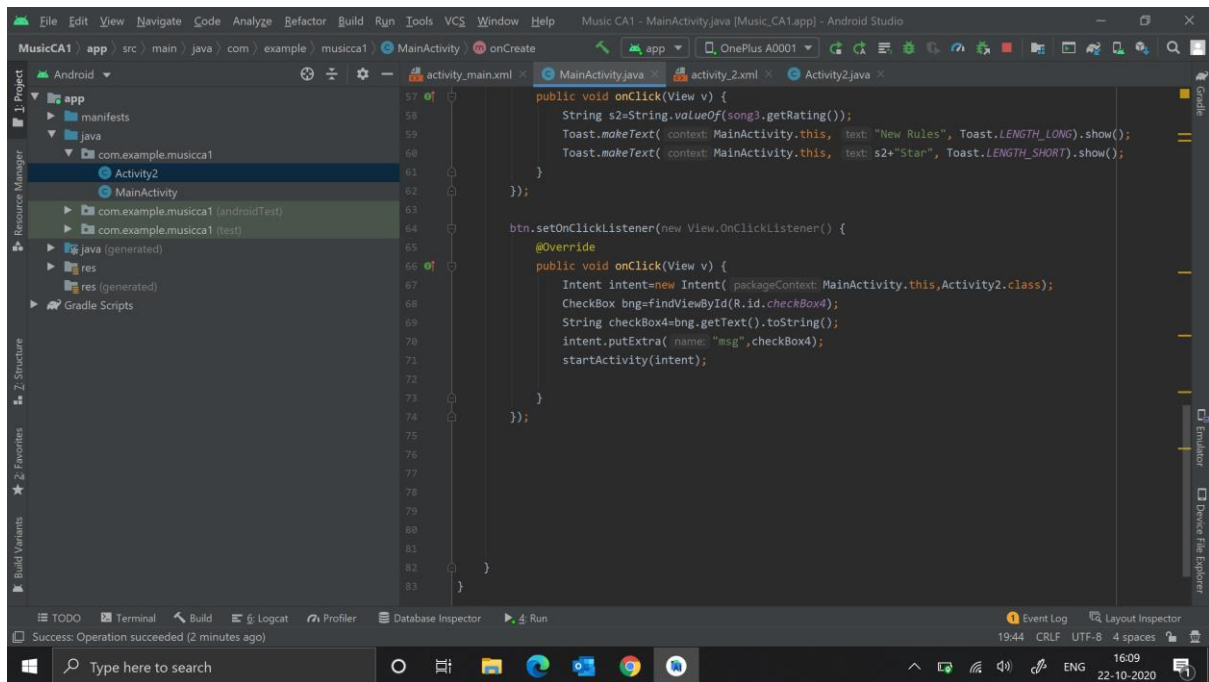 File Edit View Navigate Code Analyze Refactor Build Run Tools VCS Window Help Music CA1 - MainActivity.java [Music_CA1.app] - Android Studio
MusicCA1 app src main java com example musicca1 MainActivity onCreate app OnePlus A0001
Android
activity_main.xml MainActivity.java activity_2.xml Activity2.java
1: Project
Resource Manager
Z: Structure
2: Favorites
Build Variants
app
manifests
java
com.example.musicca1
Activity2
MainActivity
com.example.musicca1 (androidTest)
com.example.musicca1 (test)
java (generated)
res
res (generated)
Gradle Scripts
57 public void onClick(View v) {
58 String s2=String.valueOf(song3.getRating());
59 Toast.makeText( context: MainActivity.this, text: "New Rules", Toast.LENGTH_LONG).show();
60 Toast.makeText( context: MainActivity.this, text: s2+"Star", Toast.LENGTH_SHORT).show();
61 }
62 });
63
64 btn.setOnClickListener(new View.OnClickListener() {
65 @Override
66 public void onClick(View v) {
67 Intent intent=new Intent( packageContext: MainActivity.this,Activity2.class);
68 CheckBox bng=findViewById(R.id.checkBox4);
69 String checkBox4=bng.getText().toString();
70 intent.putExtra( name: "msg",checkBox4);
71 startActivity(intent);
72
73 }
74 });
75
76
77
78
79
80
81
82 }
83 }
Gradle
Emulator
Device File Explorer
TODO Terminal Build 6: Logcat Profiler Database Inspector 4: Run 1 Event Log Layout Inspector
Success: Operation succeeded (2 minutes ago) 19:44 CRLF UTF-8 4 spaces
Type here to search ENG 16:09
22-10-2020